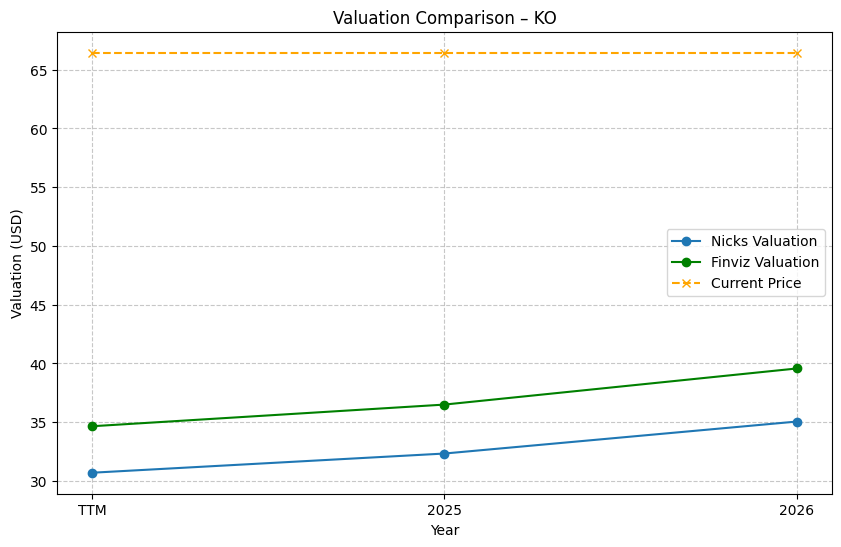 Valuation Comparison – KO
Valuation (USD)
65
60
55
50
45
40
35
30
Nicks Valuation
Finviz Valuation
Current Price
TTM
2025
2026
Year